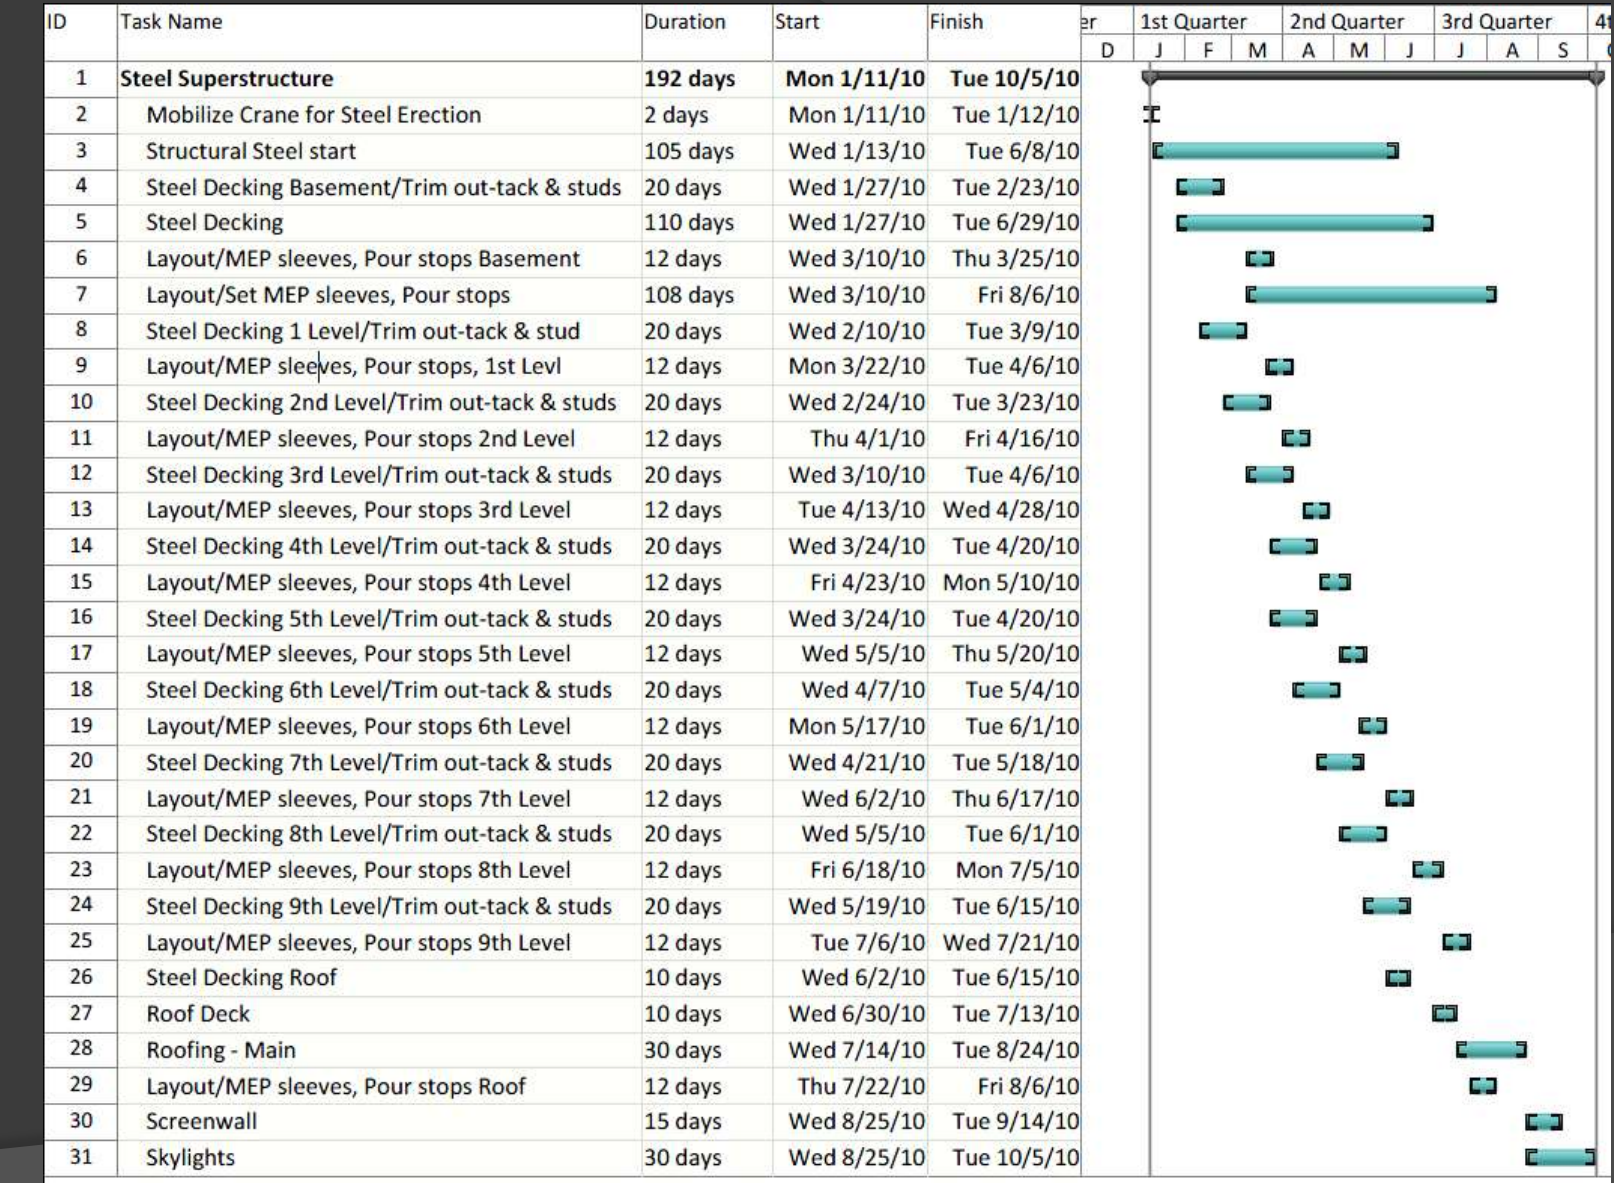 ID Task Name Duration Start Finish er 1st Quarter 2nd Quarter 3rd Quarter
D J F M A M J J A S
1 Steel Superstructure 192 days Mon 1/11/10 Tue 10/5/10
2 Mobilize Crane for Steel Erection 2 days Mon 1/11/10 Tue 1/12/10
3 Structural Steel start 105 days Wed 1/13/10 Tue 6/8/10
4 Steel Decking Basement/Trim out-tack & studs 20 days Wed 1/27/10 Tue 2/23/10
5 Steel Decking 110 days Wed 1/27/10 Tue 6/29/10
6 Layout/MEP sleeves, Pour stops Basement 12 days Wed 3/10/10 Thu 3/25/10
7 Layout/Set MEP sleeves, Pour stops 108 days Wed 3/10/10 Fri 8/6/10
8 Steel Decking 1 Level/Trim out-tack & stud 20 days Wed 2/10/10 Tue 3/9/10
9 Layout/MEP sleeves, Pour stops, 1st Levl 12 days Mon 3/22/10 Tue 4/6/10
10 Steel Decking 2nd Level/Trim out-tack & studs 20 days Wed 2/24/10 Tue 3/23/10
11 Layout/MEP sleeves, Pour stops 2nd Level 12 days Thu 4/1/10 Fri 4/16/10
12 Steel Decking 3rd Level/Trim out-tack & studs 20 days Wed 3/10/10 Tue 4/6/10
13 Layout/MEP sleeves, Pour stops 3rd Level 12 days Tue 4/13/10 Wed 4/28/10
14 Steel Decking 4th Level/Trim out-tack & studs 20 days Wed 3/24/10 Tue 4/20/10
15 Layout/MEP sleeves, Pour stops 4th Level 12 days Fri 4/23/10 Mon 5/10/10
16 Steel Decking 5th Level/Trim out-tack & studs 20 days Wed 3/24/10 Tue 4/20/10
17 Layout/MEP sleeves, Pour stops 5th Level 12 days Wed 5/5/10 Thu 5/20/10
18 Steel Decking 6th Level/Trim out-tack & studs 20 days Wed 4/7/10 Tue 5/4/10
19 Layout/MEP sleeves, Pour stops 6th Level 12 days Mon 5/17/10 Tue 6/1/10
20 Steel Decking 7th Level/Trim out-tack & studs 20 days Wed 4/21/10 Tue 5/18/10
21 Layout/MEP sleeves, Pour stops 7th Level 12 days Wed 6/2/10 Thu 6/17/10
22 Steel Decking 8th Level/Trim out-tack & studs 20 days Wed 5/5/10 Tue 6/1/10
23 Layout/MEP sleeves, Pour stops 8th Level 12 days Fri 6/18/10 Mon 7/5/10
24 Steel Decking 9th Level/Trim out-tack & studs 20 days Wed 5/19/10 Tue 6/15/10
25 Layout/MEP sleeves, Pour stops 9th Level 12 days Tue 7/6/10 Wed 7/21/10
26 Steel Decking Roof 10 days Wed 6/2/10 Tue 6/15/10
27 Roof Deck 10 days Wed 6/30/10 Tue 7/13/10
28 Roofing - Main 30 days Wed 7/14/10 Tue 8/24/10
29 Layout/MEP sleeves, Pour stops Roof 12 days Thu 7/22/10 Fri 8/6/10
30 Screenwall 15 days Wed 8/25/10 Tue 9/14/10
31 Skylights 30 days Wed 8/25/10 Tue 10/5/10